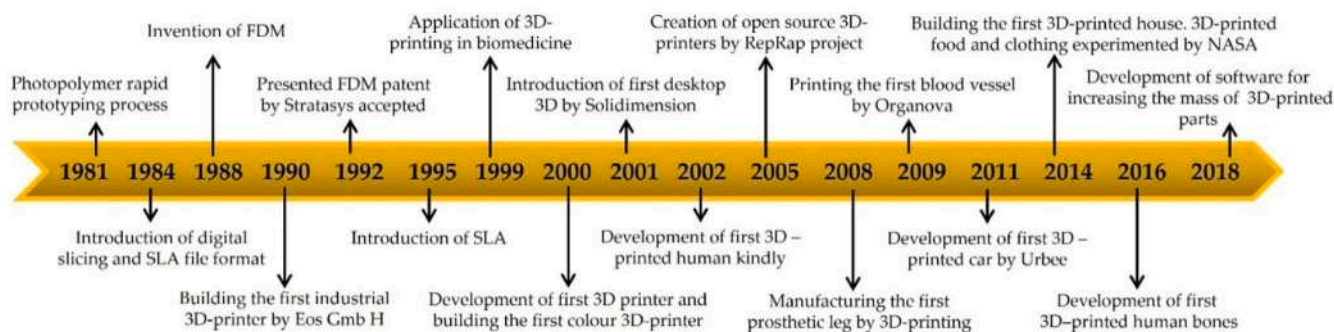 Invention of FDM
Application of 3D-
printing in biomedicine
Creation of open source 3D-
printers by RepRap project
Building the first 3D-printed house. 3D-printed
food and clothing experimented by NASA
Photopolymer rapid
prototyping process
Presented FDM patent
by Stratasys accepted
Introduction of first desktop
3D by Solidimension
Printing the first blood vessel
by Organova
Development of software for
increasing the mass of 3D-printed
parts
1981 1984 1988 1990 1992 1995 1999 2000 2001 2002 2005 2008 2009 2011 2014 2016 2018
Introduction of digital
slicing and SLA file format
Introduction of SLA
Development of first 3D –
printed human kindly
Development of first 3D –
printed car by Urbee
Building the first industrial
3D-printer by Eos Gmb H
Development of first 3D printer and
building the first colour 3D-printer
Manufacturing the first
prosthetic leg by 3D-printing
Development of first
3D–printed human bones